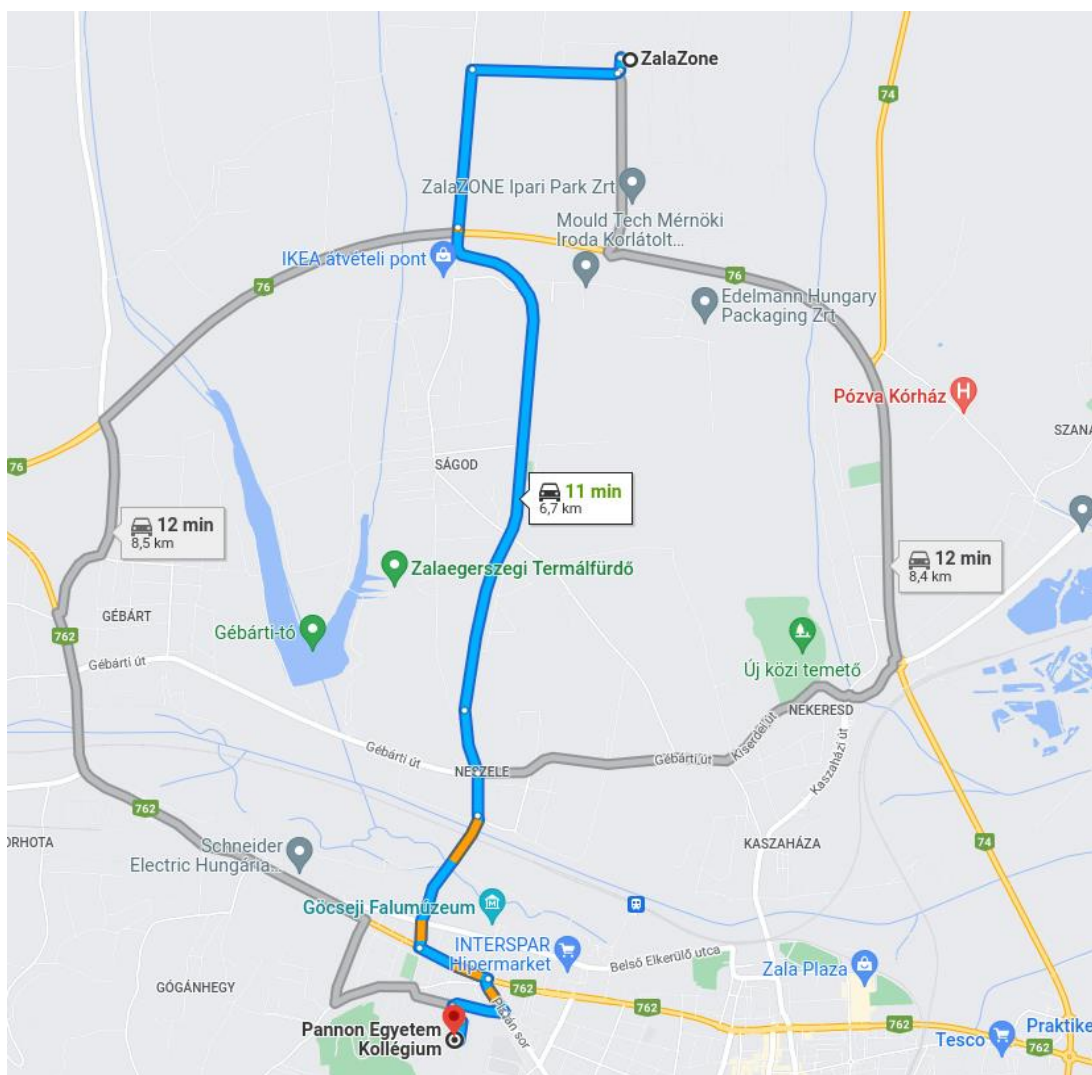 ZalaZone
74
ZalaZONE Ipari Park Zrt
Mould Tech Mérnöki
Iroda Korlátolt...
IKEA átvételi pont
76
76
Edelmann Hungary
Packaging Zrt
Pózva Kórház
SZANA
76
SÁGOD
11 min
6,7 km
12 min
8,5 km
12 min
8,4 km
Zalaegerszegi Termálfürdő
GÉBÁRT
Gébárti-tó
762
Új közi temető
Gébárti út
NEKERESD
Kiserdei út
Gébárti út
Gébárti út
NESZELE
Kaszaházi út
762
ORHOTA
Schneider
Electric Hungária...
KASZAHÁZA
74
Göcseji Falumúzeum
INTERSPAR
Hipermarket
Belső Elkerülő utca
Zala Plaza
GÓGÁNHEGY
762
Platán sor
Pannon Egyetem
Kollégium
762
Praktike
Tesco
762